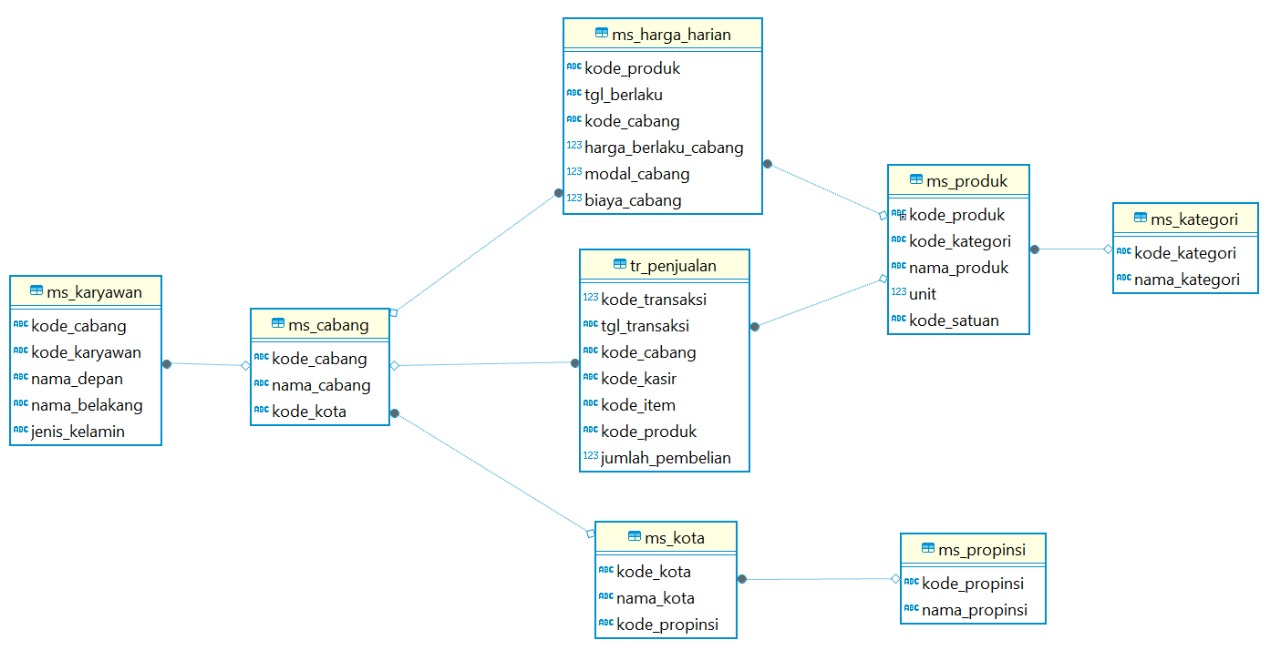 ms_harga_harian
ABC kode_produk
ABC tgl_berlaku
ABC kode_cabang
123 harga_berlaku_cabang
123 modal_cabang
123 biaya_cabang
ms_produk
ABC kode_produk
ABC kode_kategori
ABC nama_produk
123 unit
ABC kode_satuan
ms_kategori
ABC kode_kategori
ABC nama_kategori
tr_penjualan
123 kode_transaksi
ABC tgl_transaksi
ABC kode_cabang
ABC kode_kasir
ABC kode_item
ABC kode_produk
123 jumlah_pembelian
ms_karyawan
ABC kode_cabang
ABC kode_karyawan
ABC nama_depan
ABC nama_belakang
ABC jenis_kelamin
ms_cabang
ABC kode_cabang
ABC nama_cabang
ABC kode_kota
ms_kota
ABC kode_kota
ABC nama_kota
ABC kode_propinsi
ms_propinsi
ABC kode_propinsi
ABC nama_propinsi